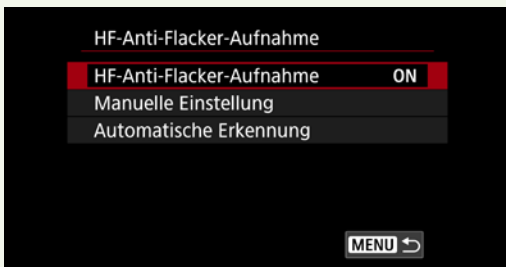 HF-Anti-Flacker-Aufnahme
HF-Anti-Flacker-Aufnahme ON
Manuelle Einstellung
Automatische Erkennung
MENU